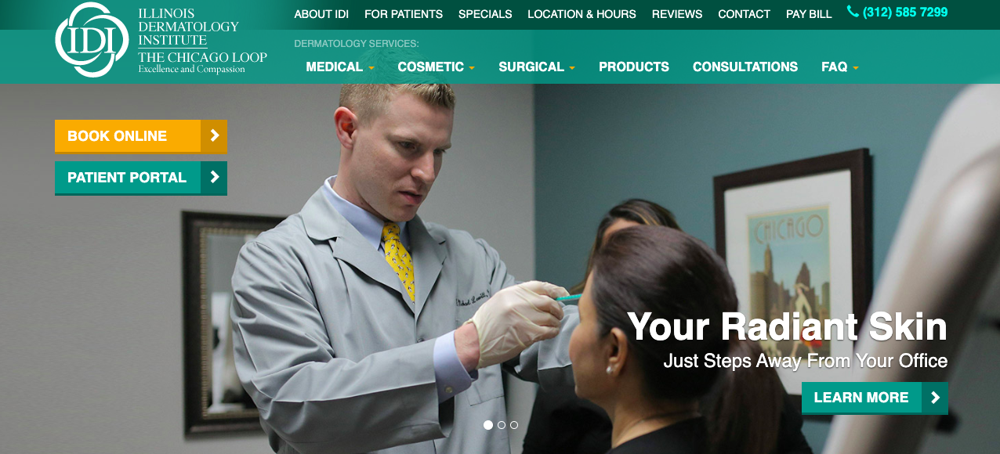 ILLINOIS
DERMATOLOGY
INSTITUTE
THE CHICAGO LOOP
Excellence and Compassion
IDI
ABOUT IDI FOR PATIENTS SPECIALS LOCATION & HOURS REVIEWS CONTACT PAY BILL (312) 585 7299
DERMATOLOGY SERVICES:
MEDICAL COSMETIC SURGICAL PRODUCTS CONSULTATIONS FAQ
BOOK ONLINE
PATIENT PORTAL
CHICAGO
Your Radiant Skin
Just Steps Away From Your Office
LEARN MORE